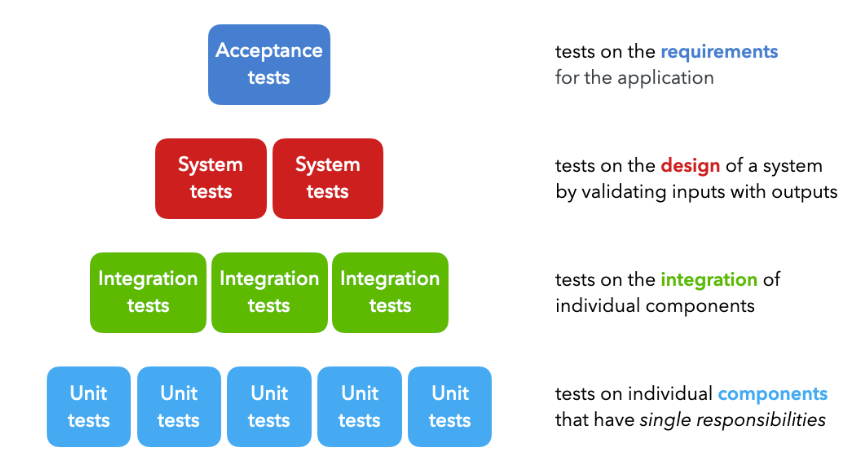 Acceptance
tests
tests on the requirements
for the application
System
tests
System
tests
tests on the design of a system
by validating inputs with outputs
Integration
tests
Integration
tests
Integration
tests
tests on the integration of
individual components
Unit
tests
Unit
tests
Unit
tests
Unit
tests
Unit
tests
tests on individual components
that have single responsibilities